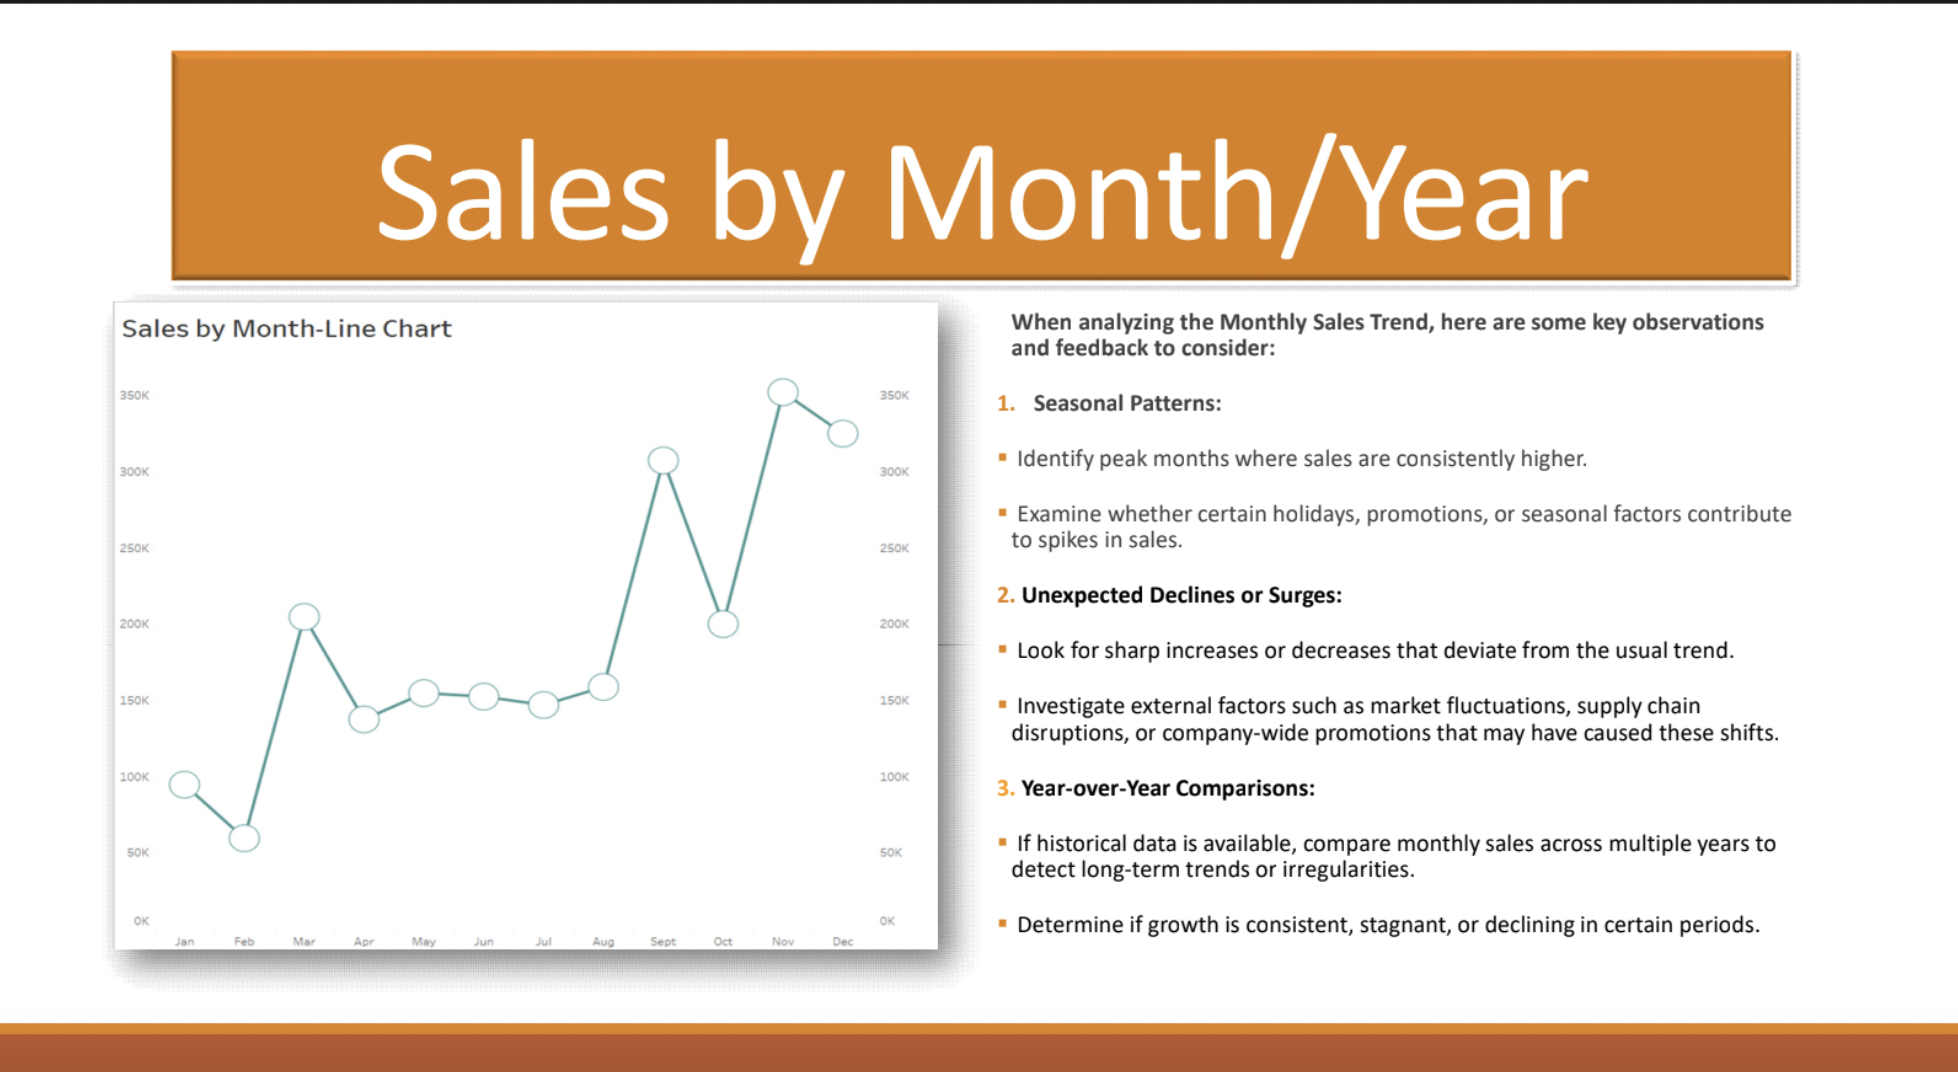 Sales by Month/Year
Sales by Month-Line Chart
350K
300K
250K
200K
150K
100K
50K
0K
350K
300K
250K
200K
150K
100K
50K
0K
Jan Feb Mar Apr May Jun Jul Aug Sept Oct Nov Dec
When analyzing the Monthly Sales Trend, here are some key observations
and feedback to consider:
1. Seasonal Patterns:
▪ Identify peak months where sales are consistently higher.
▪ Examine whether certain holidays, promotions, or seasonal factors contribute
to spikes in sales.
2. Unexpected Declines or Surges:
▪ Look for sharp increases or decreases that deviate from the usual trend.
▪ Investigate external factors such as market fluctuations, supply chain
disruptions, or company-wide promotions that may have caused these shifts.
3. Year-over-Year Comparisons:
▪ If historical data is available, compare monthly sales across multiple years to
detect long-term trends or irregularities.
▪ Determine if growth is consistent, stagnant, or declining in certain periods.